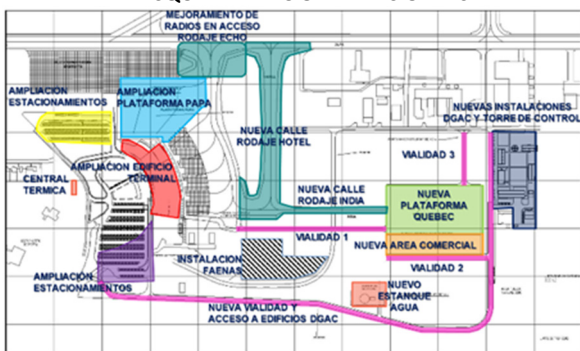 MEJORAMIENTO DE
RADIOS EN ACCESO
RODAJE ECHO
AMPLIACION
ESTACIONAMIENTOS
AMPLIACION
PLATAFORMA PAPA
NUEVAS INSTALACIONES
DGAC Y TORRE DE CONTROL
NUEVA CALLE
RODAJE HOTEL
VIALIDAD 3
AMPLIACION EDIFICIO
TERMINAL
CENTRAL
TERMICA
NUEVA CALLE
RODAJE INDIA
NUEVA
PLATAFORMA
QUEBEC
VIALIDAD 1
NUEVA AREA COMERCIAL
INSTALACION
FAENAS
VIALIDAD 2
AMPLIACION
ESTACIONAMIENTOS
NUEVO
ESTANQUE
AGUA
NUEVA VIALIDAD Y
ACCESO A EDIFICIOS DGAC